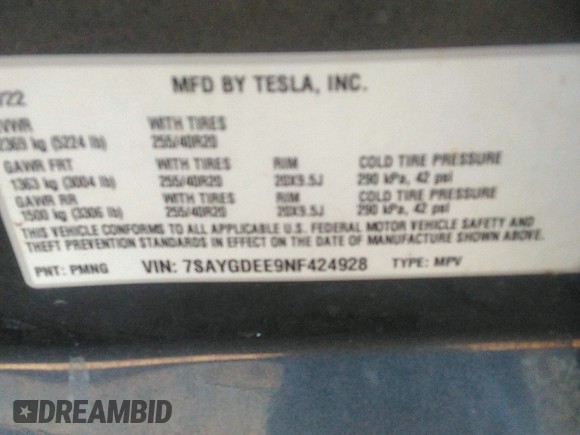 MFD BY TESLA, INC.
/22
VWR WITH TIRES
2369 kg (5224 lb) 255/40R20
GAWR FRT WITH TIRES RIM COLD TIRE PRESSURE
1363 kg (3004 lb) 255/40R20 20X9.5J 290 kPa, 42 psi
GAWR RR WITH TIRES RIM COLD TIRE PRESSURE
1500 kg (3306 lb) 255/40R20 20X9.5J 290 kPa, 42 psi
THIS VEHICLE CONFORMS TO ALL APPLICABLE U.S. FEDERAL MOTOR VEHICLE SAFETY AND
THEFT PREVENTION STANDARDS IN EFFECT ON THE DATE OF MANUFACTURE SHOWN ABOVE.
PNT: PMNG VIN: 7SAYGDEE9NF424928 TYPE: MPV
DREAMBID